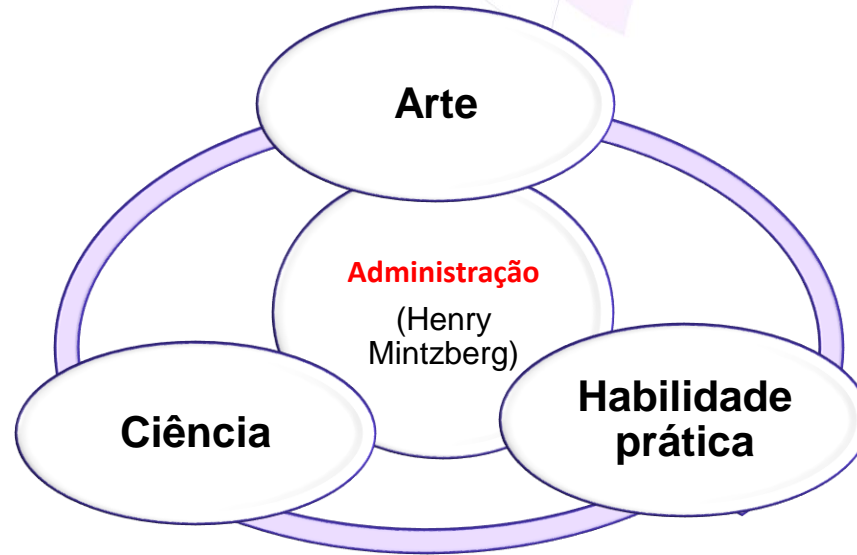 Arte
Administração
(Henry
Mintzberg)
Ciência
Habilidade
prática